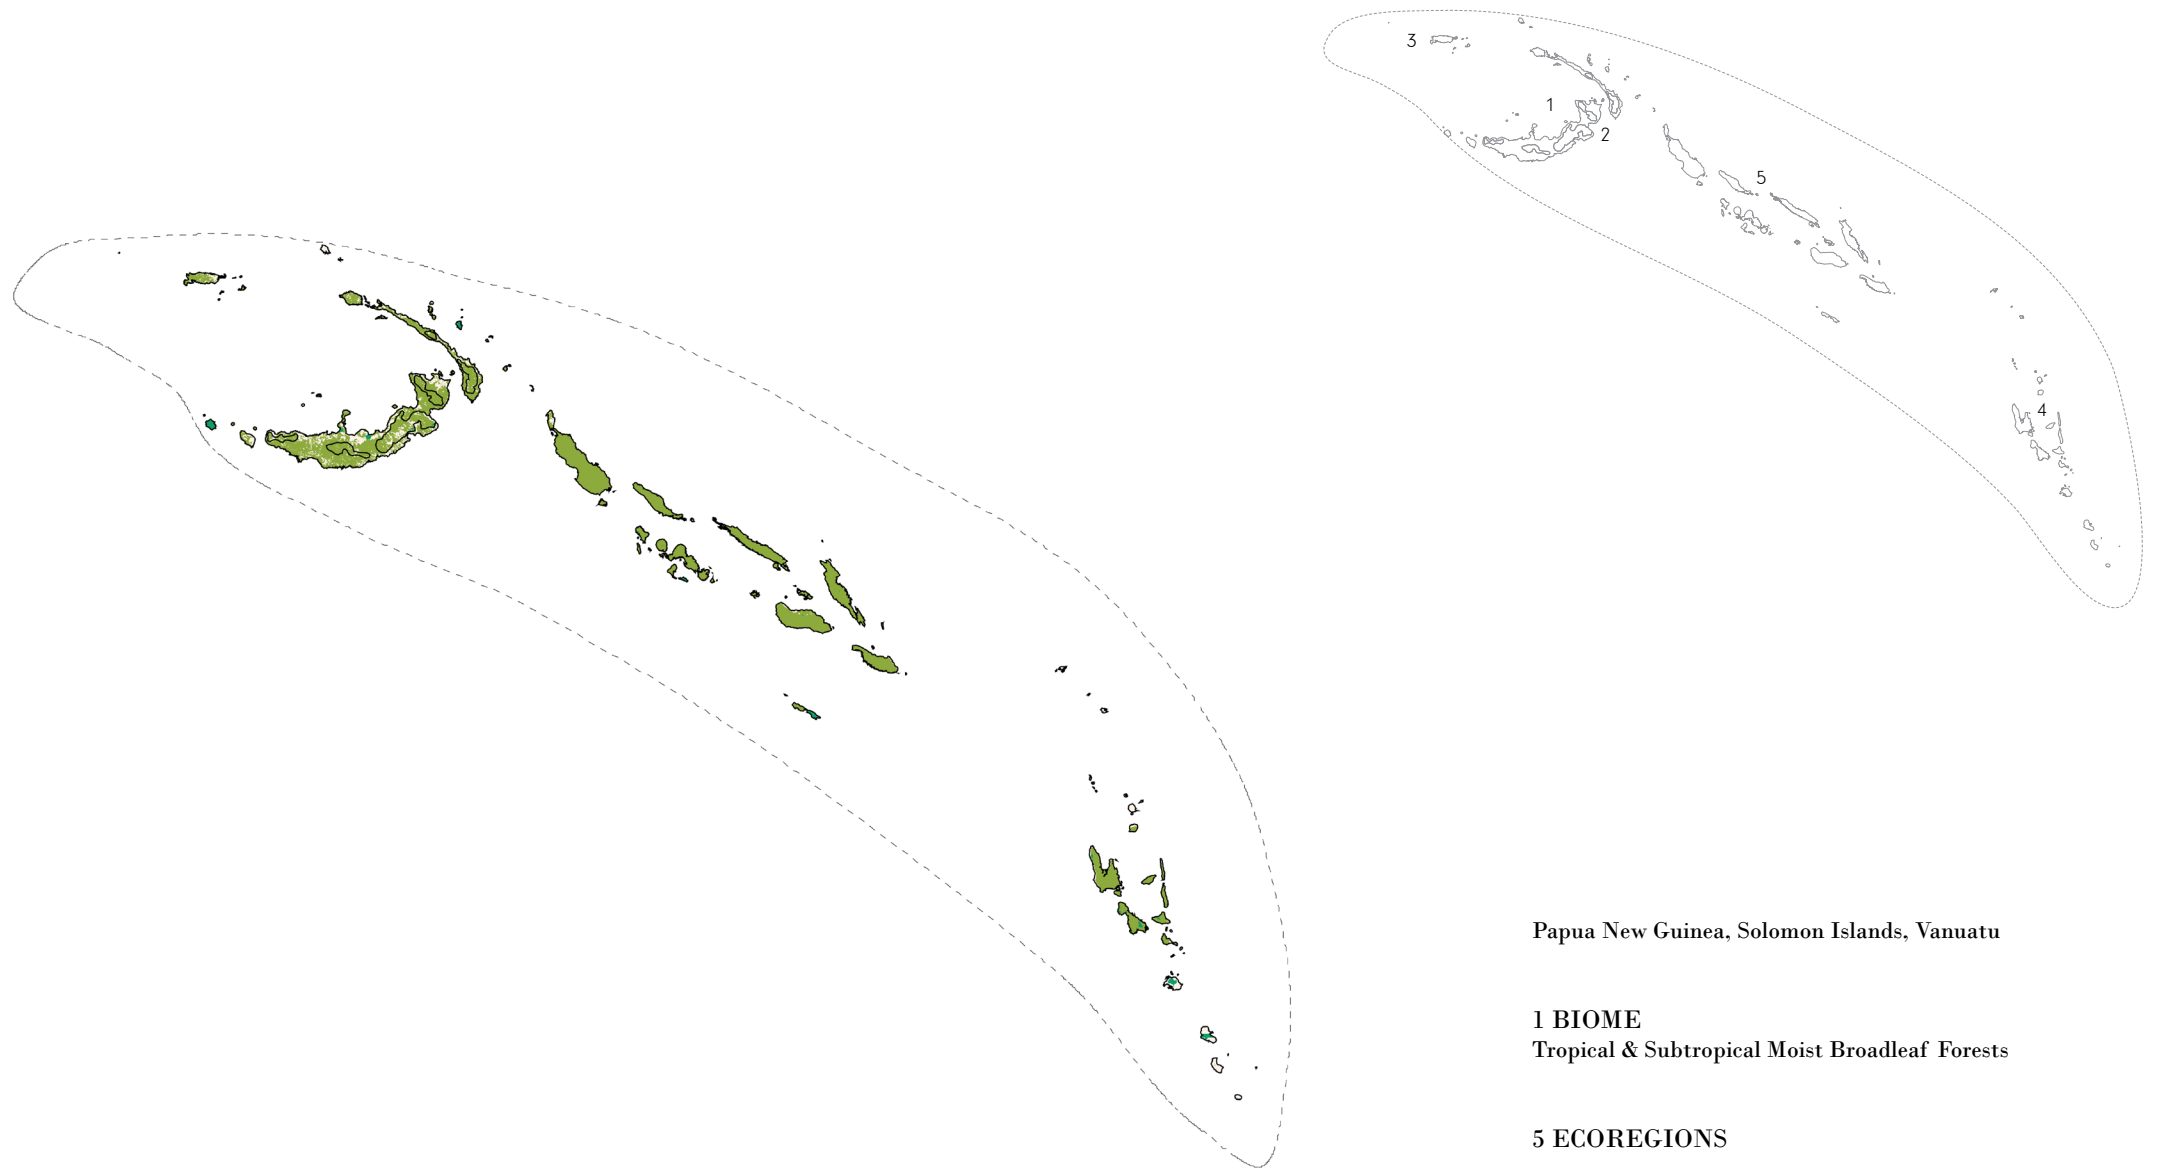 3
1
2
5
4
Papua New Guinea, Solomon Islands, Vanuatu
1 BIOME
Tropical & Subtropical Moist Broadleaf Forests
5 ECOREGIONS